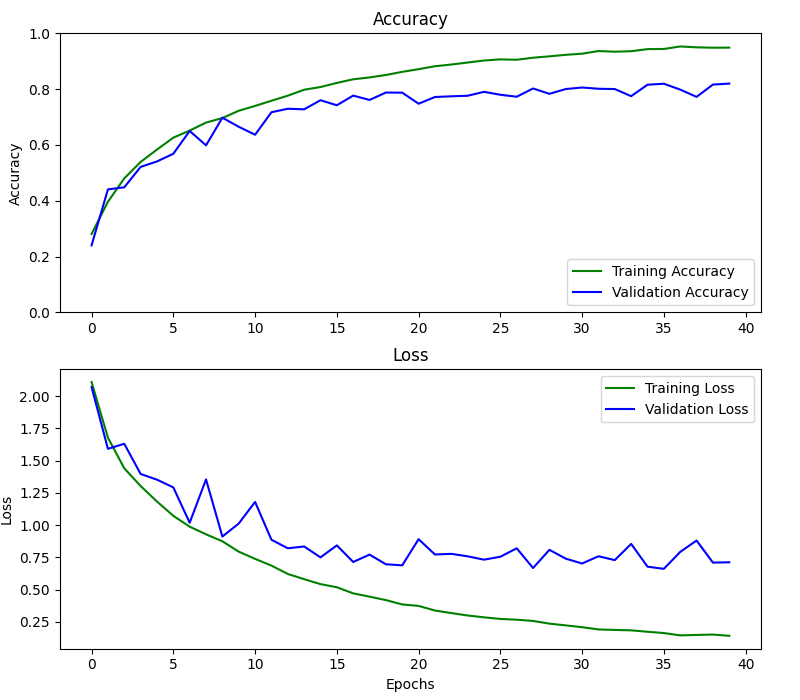 Accuracy
1.0
0.8
0.6
0.4
0.2
0.0
Accuracy
Training Accuracy
Validation Accuracy
0 5 10 15 20 25 30 35 40
Loss
2.00
1.75
1.50
1.25
1.00
0.75
0.50
0.25
Loss
Training Loss
Validation Loss
0 5 10 15 20 25 30 35 40
Epochs